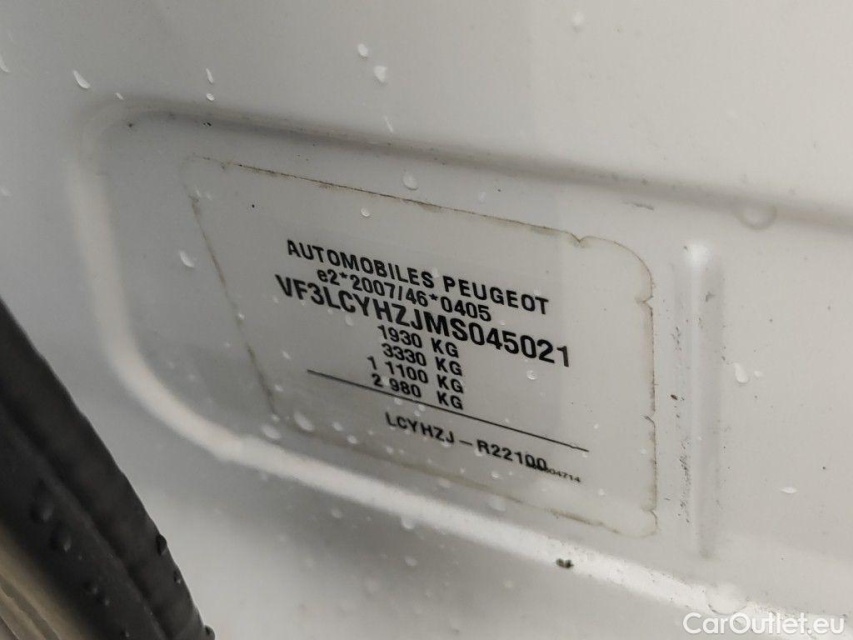 AUTOMOBILES PEUGEOT
e2*2007/46*0405
VF3LCYHZJMS045021
1930 KG
3330 KG
1 1100 KG
2 980 KG
LCYHZJ-R22100
CarOutlet.eu